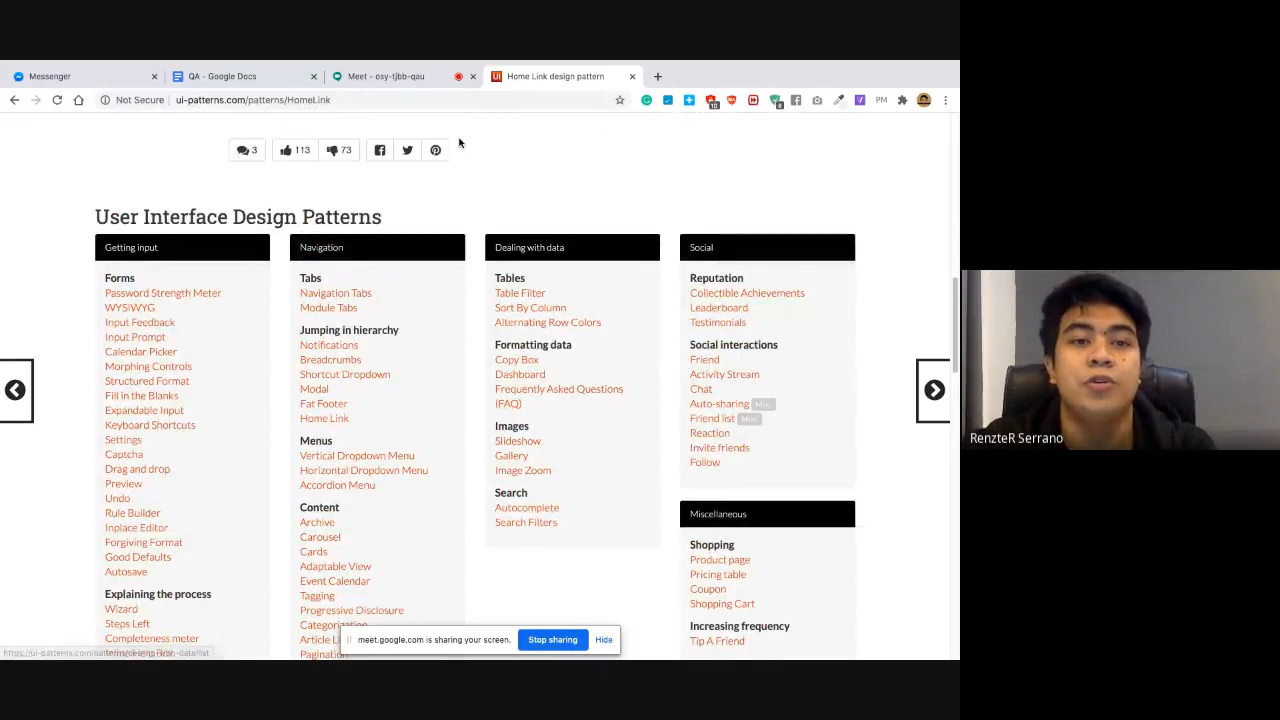 Messenger
QA - Google Docs
Meet - osy-tjbb-qau
Home Link design pattern
Not Secure
ui-patterns.com/patterns/HomeLink
10
8
PM
3
113
73
User Interface Design Patterns
Getting input
Forms
Password Strength Meter
WYSIWYG
Input Feedback
Input Prompt
Calendar Picker
Morphing Controls
Structured Format
Fill in the Blanks
Expandable Input
Keyboard Shortcuts
Settings
Captcha
Drag and drop
Preview
Undo
Rule Builder
Inplace Editor
Forgiving Format
Good Defaults
Autosave
Explaining the process
Wizard
Steps Left
Completeness meter
Navigation
Tabs
Navigation Tabs
Module Tabs
Jumping in hierarchy
Notifications
Breadcrumbs
Shortcut Dropdown
Modal
Fat Footer
Home Link
Menus
Vertical Dropdown Menu
Horizontal Dropdown Menu
Accordion Menu
Content
Archive
Carousel
Cards
Adaptable View
Event Calendar
Tagging
Progressive Disclosure
Dealing with data
Tables
Table Filter
Sort By Column
Alternating Row Colors
Formatting data
Copy Box
Dashboard
Frequently Asked Questions
(FAQ)
Images
Slideshow
Gallery
Image Zoom
Search
Autocomplete
Search Filters
Social
Reputation
Collectible Achievements
Leaderboard
Testimonials
Social interactions
Friend
Activity Stream
Chat
Auto-sharing Mini
Friend list Mini
Reaction
Invite friends
Follow
Miscellaneous
Shopping
Product page
Pricing table
Coupon
Shopping Cart
Increasing frequency
Tip A Friend
meet.google.com is sharing your screen.
Stop sharing
Hide
RenzteR Serrano